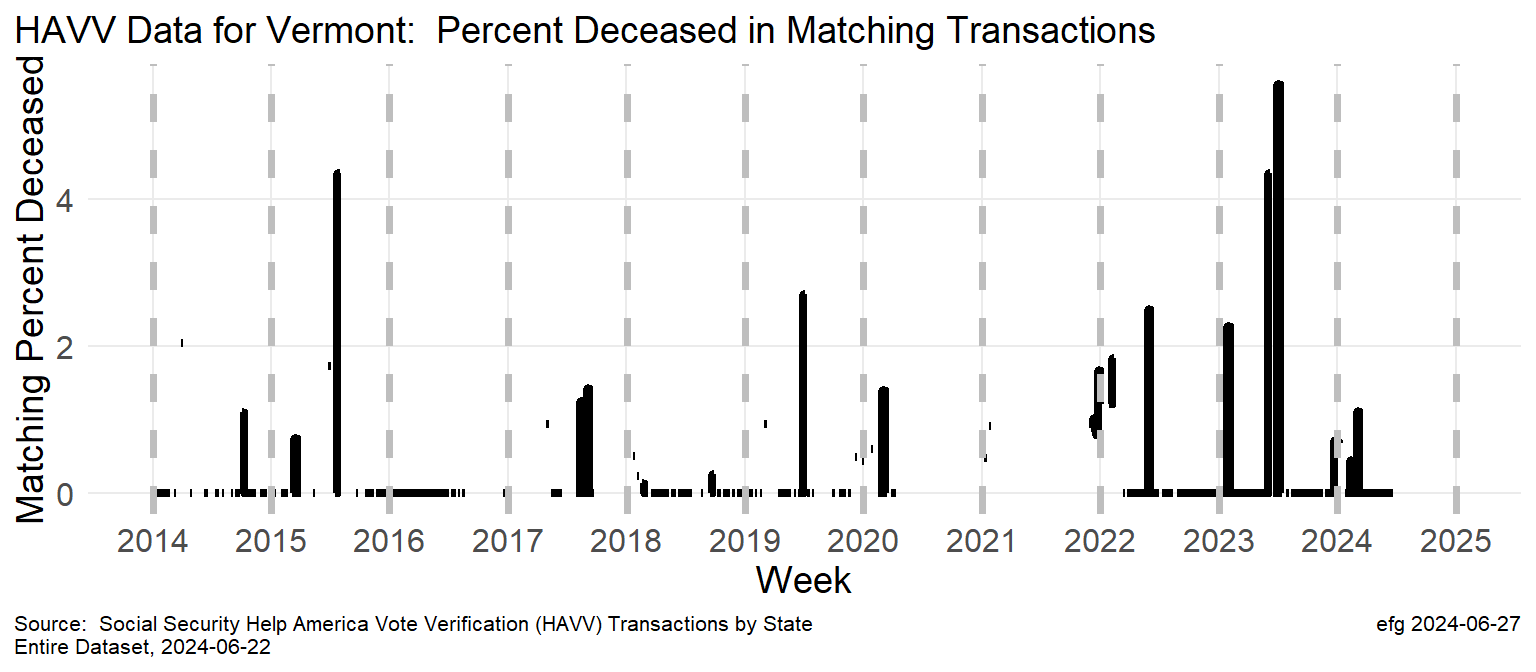 HAVV Data for Vermont:  Percent Deceased in Matching Transactions
Matching Percent Deceased
4
2
0
2014 2015 2016 2017 2018 2019 2020 2021 2022 2023 2024 2025
Week
Source:  Social Security Help America Vote Verification (HAVV) Transactions by State
Entire Dataset, 2024-06-22
efg 2024-06-27